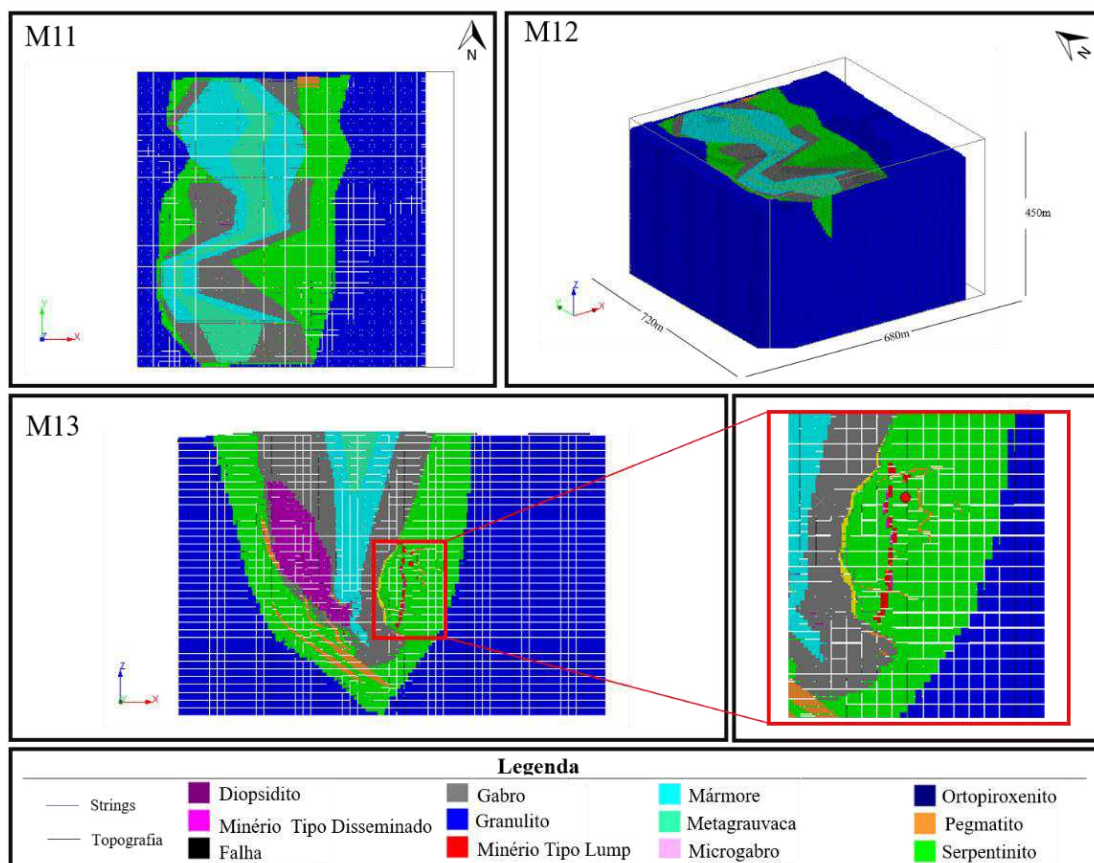 M11
N
Y
Z
X
M12
N
450m
720m
680m
Z
Y
X
M13
Z
Y
X
Legenda
Strings
Topografia
Diopsidito
Minério Tipo Disseminado
Falha
Gabro
Granulito
Minério Tipo Lump
Mármore
Metagrauvaca
Microgabro
Ortopiroxenito
Pegmatito
Serpentinito